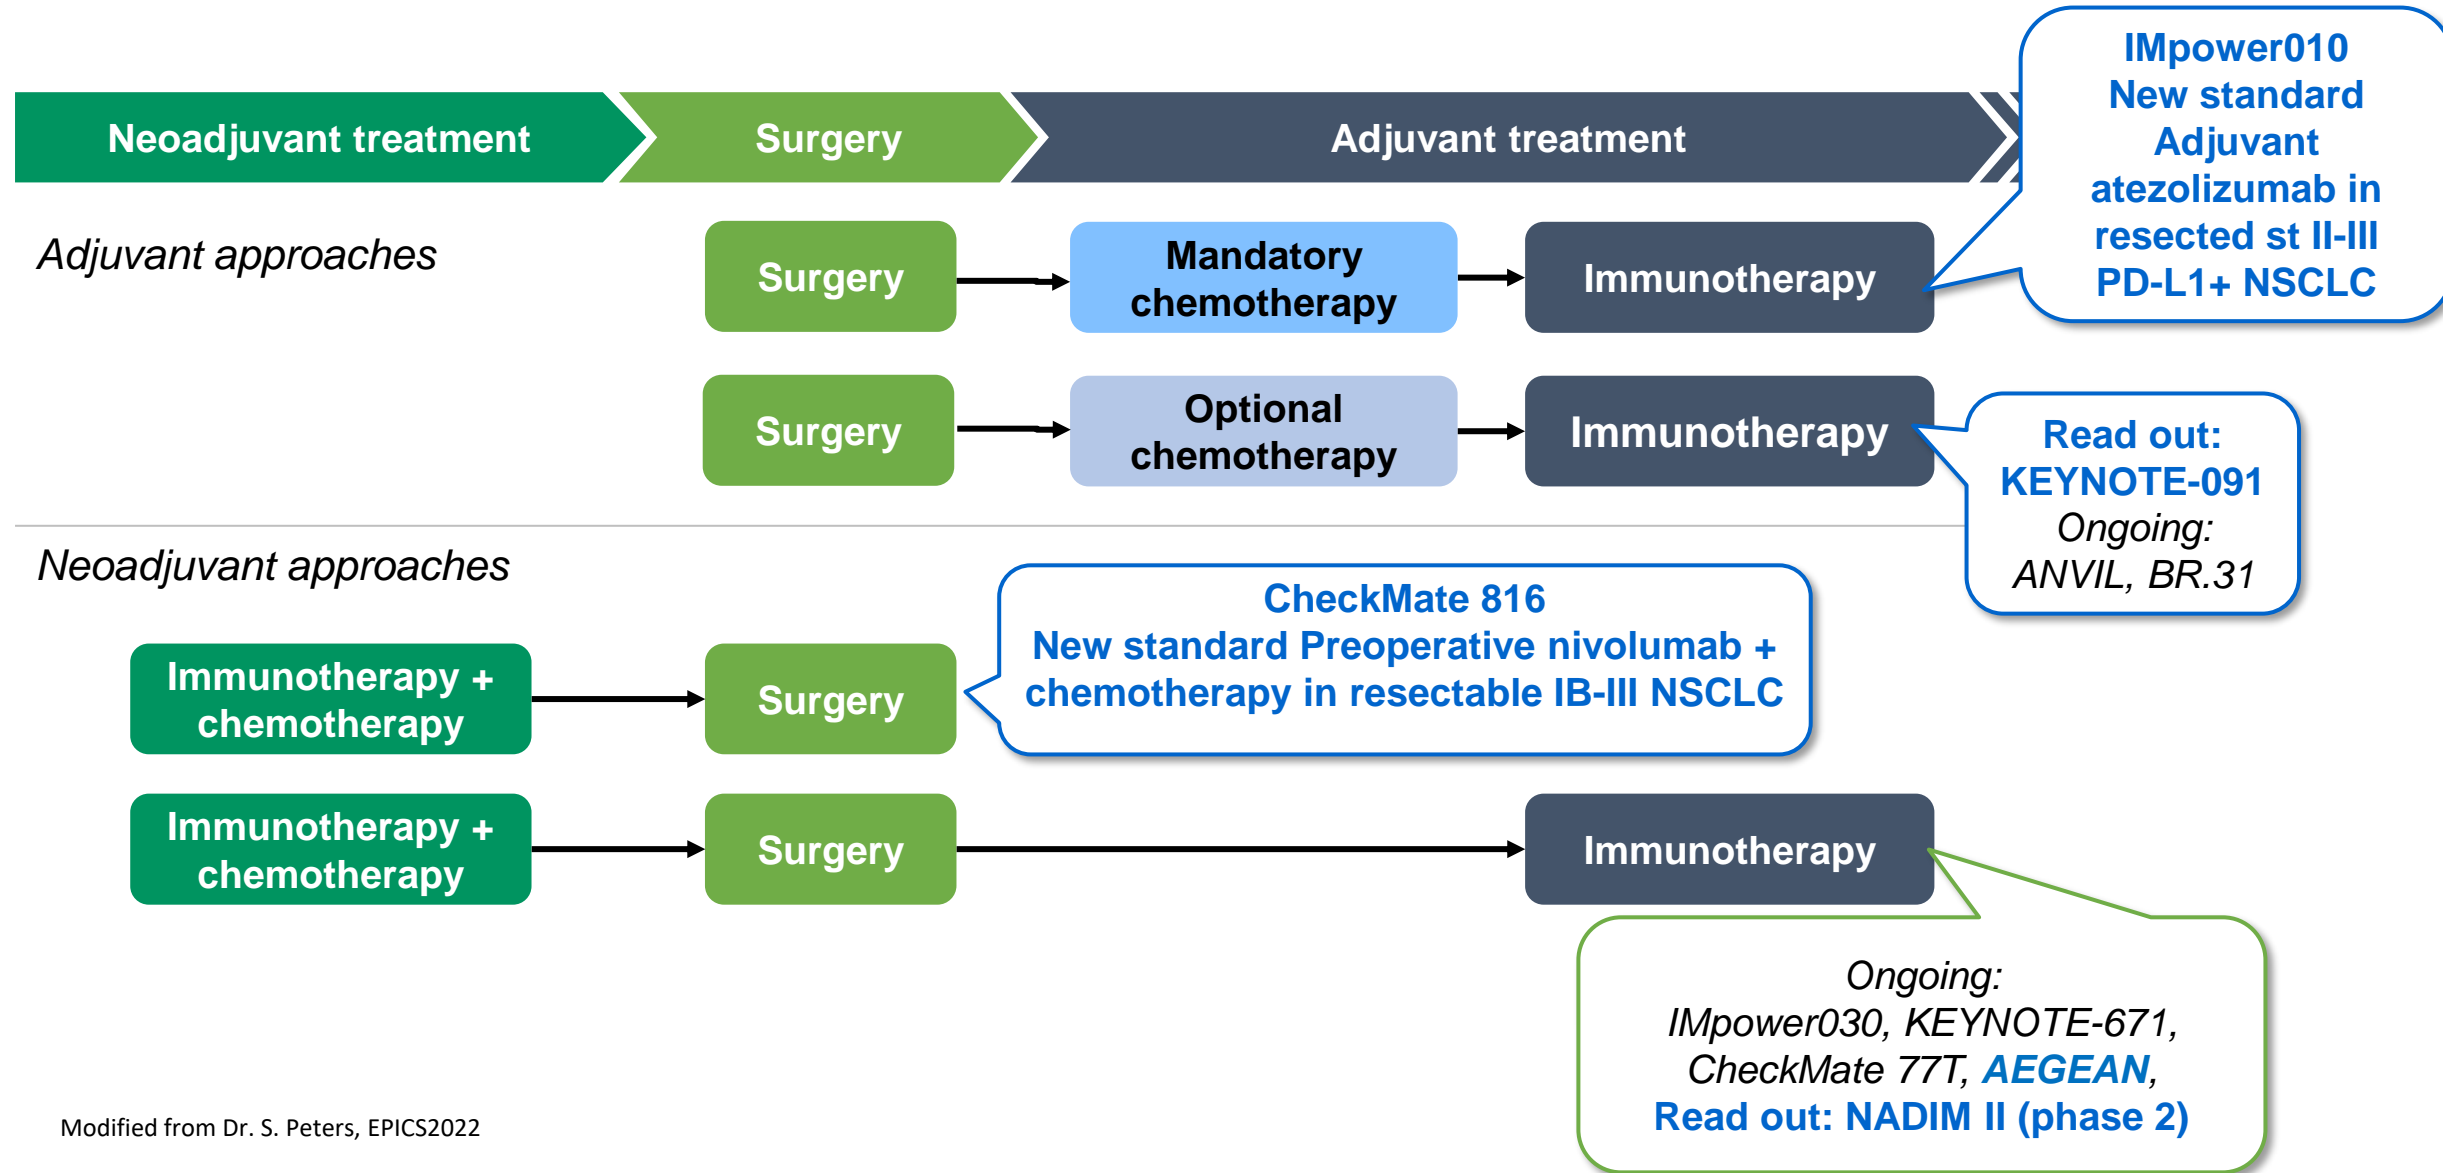 Neoadjuvant treatment
Surgery
Adjuvant treatment
IMpower010
New standard
Adjuvant
atezolizumab in
resected st II-III
PD-L1+ NSCLC
Adjuvant approaches
Surgery
Mandatory
chemotherapy
Immunotherapy
Surgery
Optional
chemotherapy
Immunotherapy
Read out:
KEYNOTE-091
Ongoing:
ANVIL, BR.31
Neoadjuvant approaches
Immunotherapy +
chemotherapy
Surgery
CheckMate 816
New standard Preoperative nivolumab +
chemotherapy in resectable IB-III NSCLC
Immunotherapy +
chemotherapy
Surgery
Immunotherapy
Ongoing:
IMpower030, KEYNOTE-671,
CheckMate 77T, AEGEAN,
Read out: NADIM II (phase 2)
Modified from Dr. S. Peters, EPICS2022